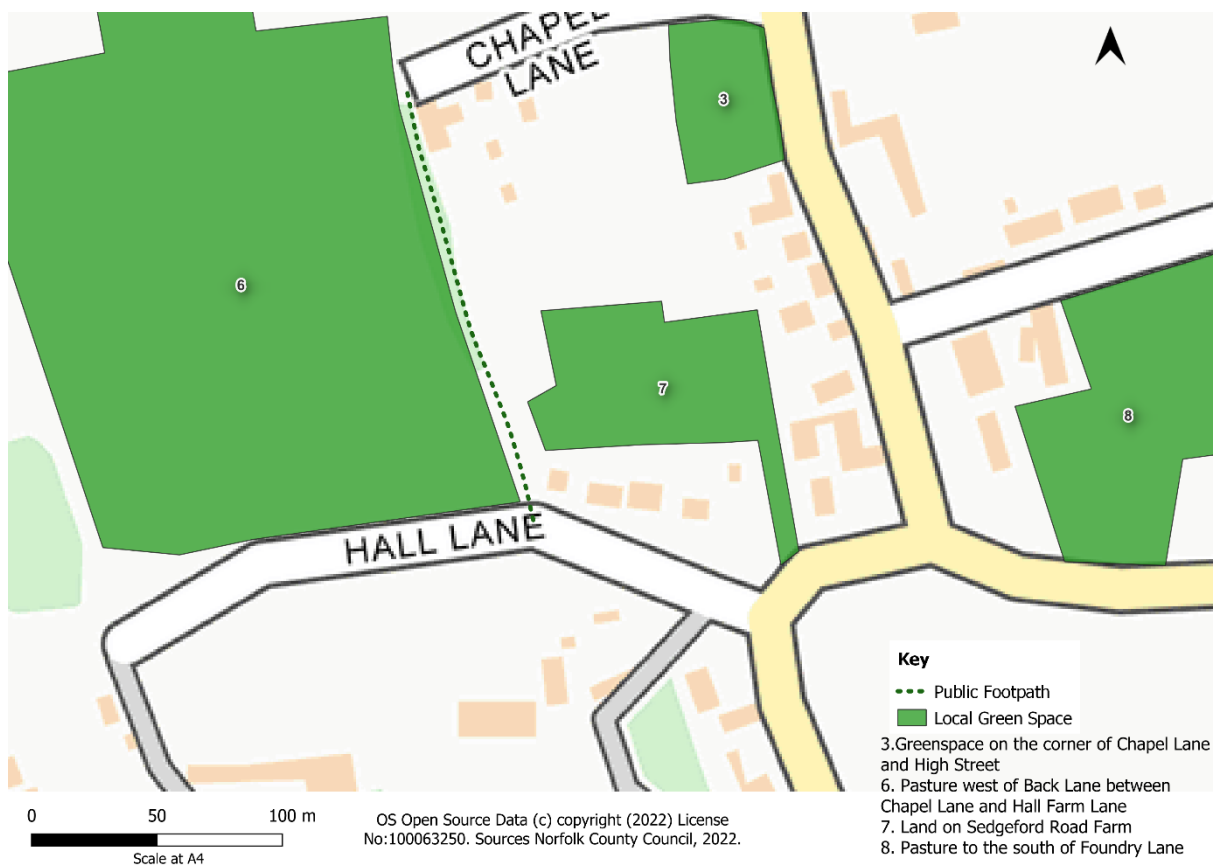 CHAPEL
LANE
3
6
7
8
HALL LANE
Key
Public Footpath
Local Green Space
3.Greenspace on the corner of Chapel Lane
and High Street
6. Pasture west of Back Lane between
Chapel Lane and Hall Farm Lane
7. Land on Sedgeford Road Farm
8. Pasture to the south of Foundry Lane
0 50 100 m
Scale at A4
OS Open Source Data (c) copyright (2022) License
No:100063250. Sources Norfolk County Council, 2022.